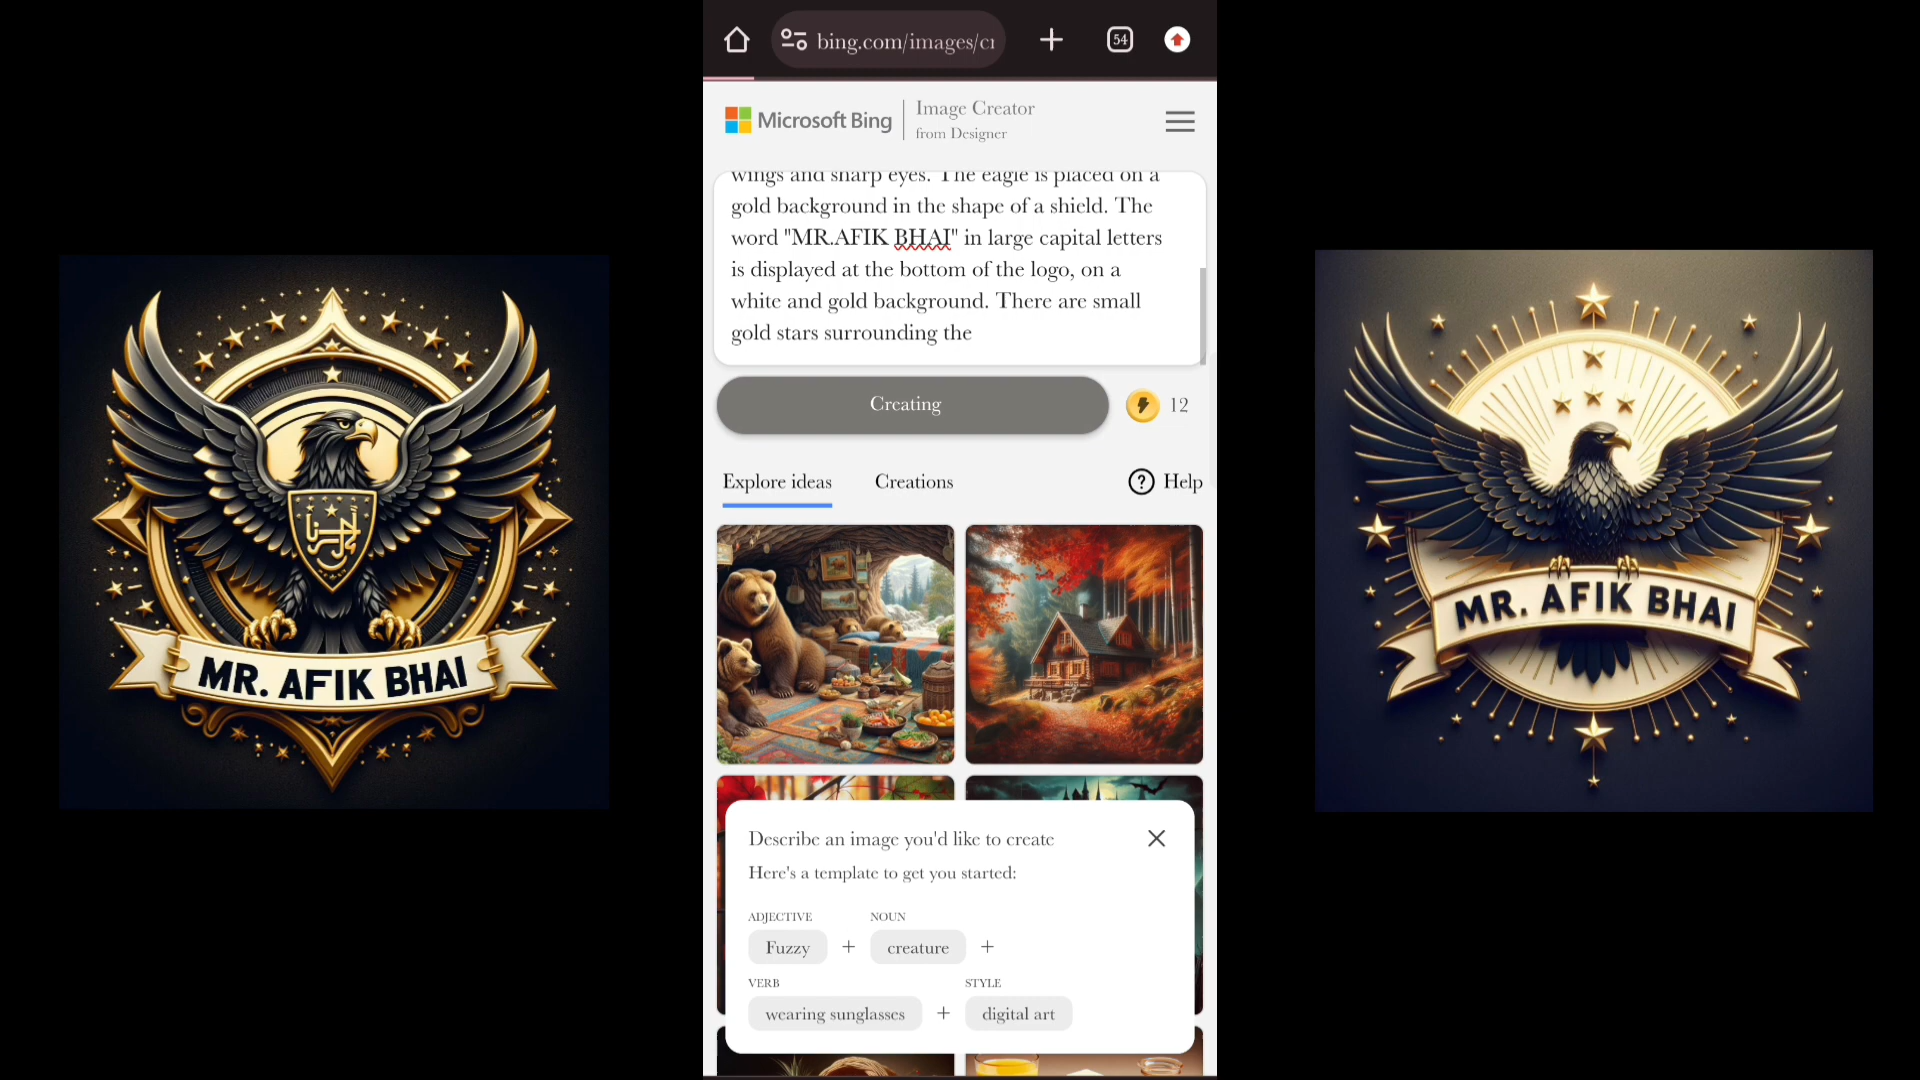 bing.com/images/cr
54
Microsoft Bing
Image Creator
from Designer
wings and sharp eyes. The eagle is placed on a
gold background in the shape of a shield. The
word "MR.AFIK BHAI" in large capital letters
is displayed at the bottom of the logo, on a
white and gold background. There are small
gold stars surrounding the
Creating
12
Explore ideas
Creations
? Help
MR. AFIK BHAI
MR. AFIK BHAI
Describe an image you'd like to create
Here's a template to get you started:
ADJECTIVE
NOUN
Fuzzy + creature +
VERB
STYLE
wearing sunglasses + digital art